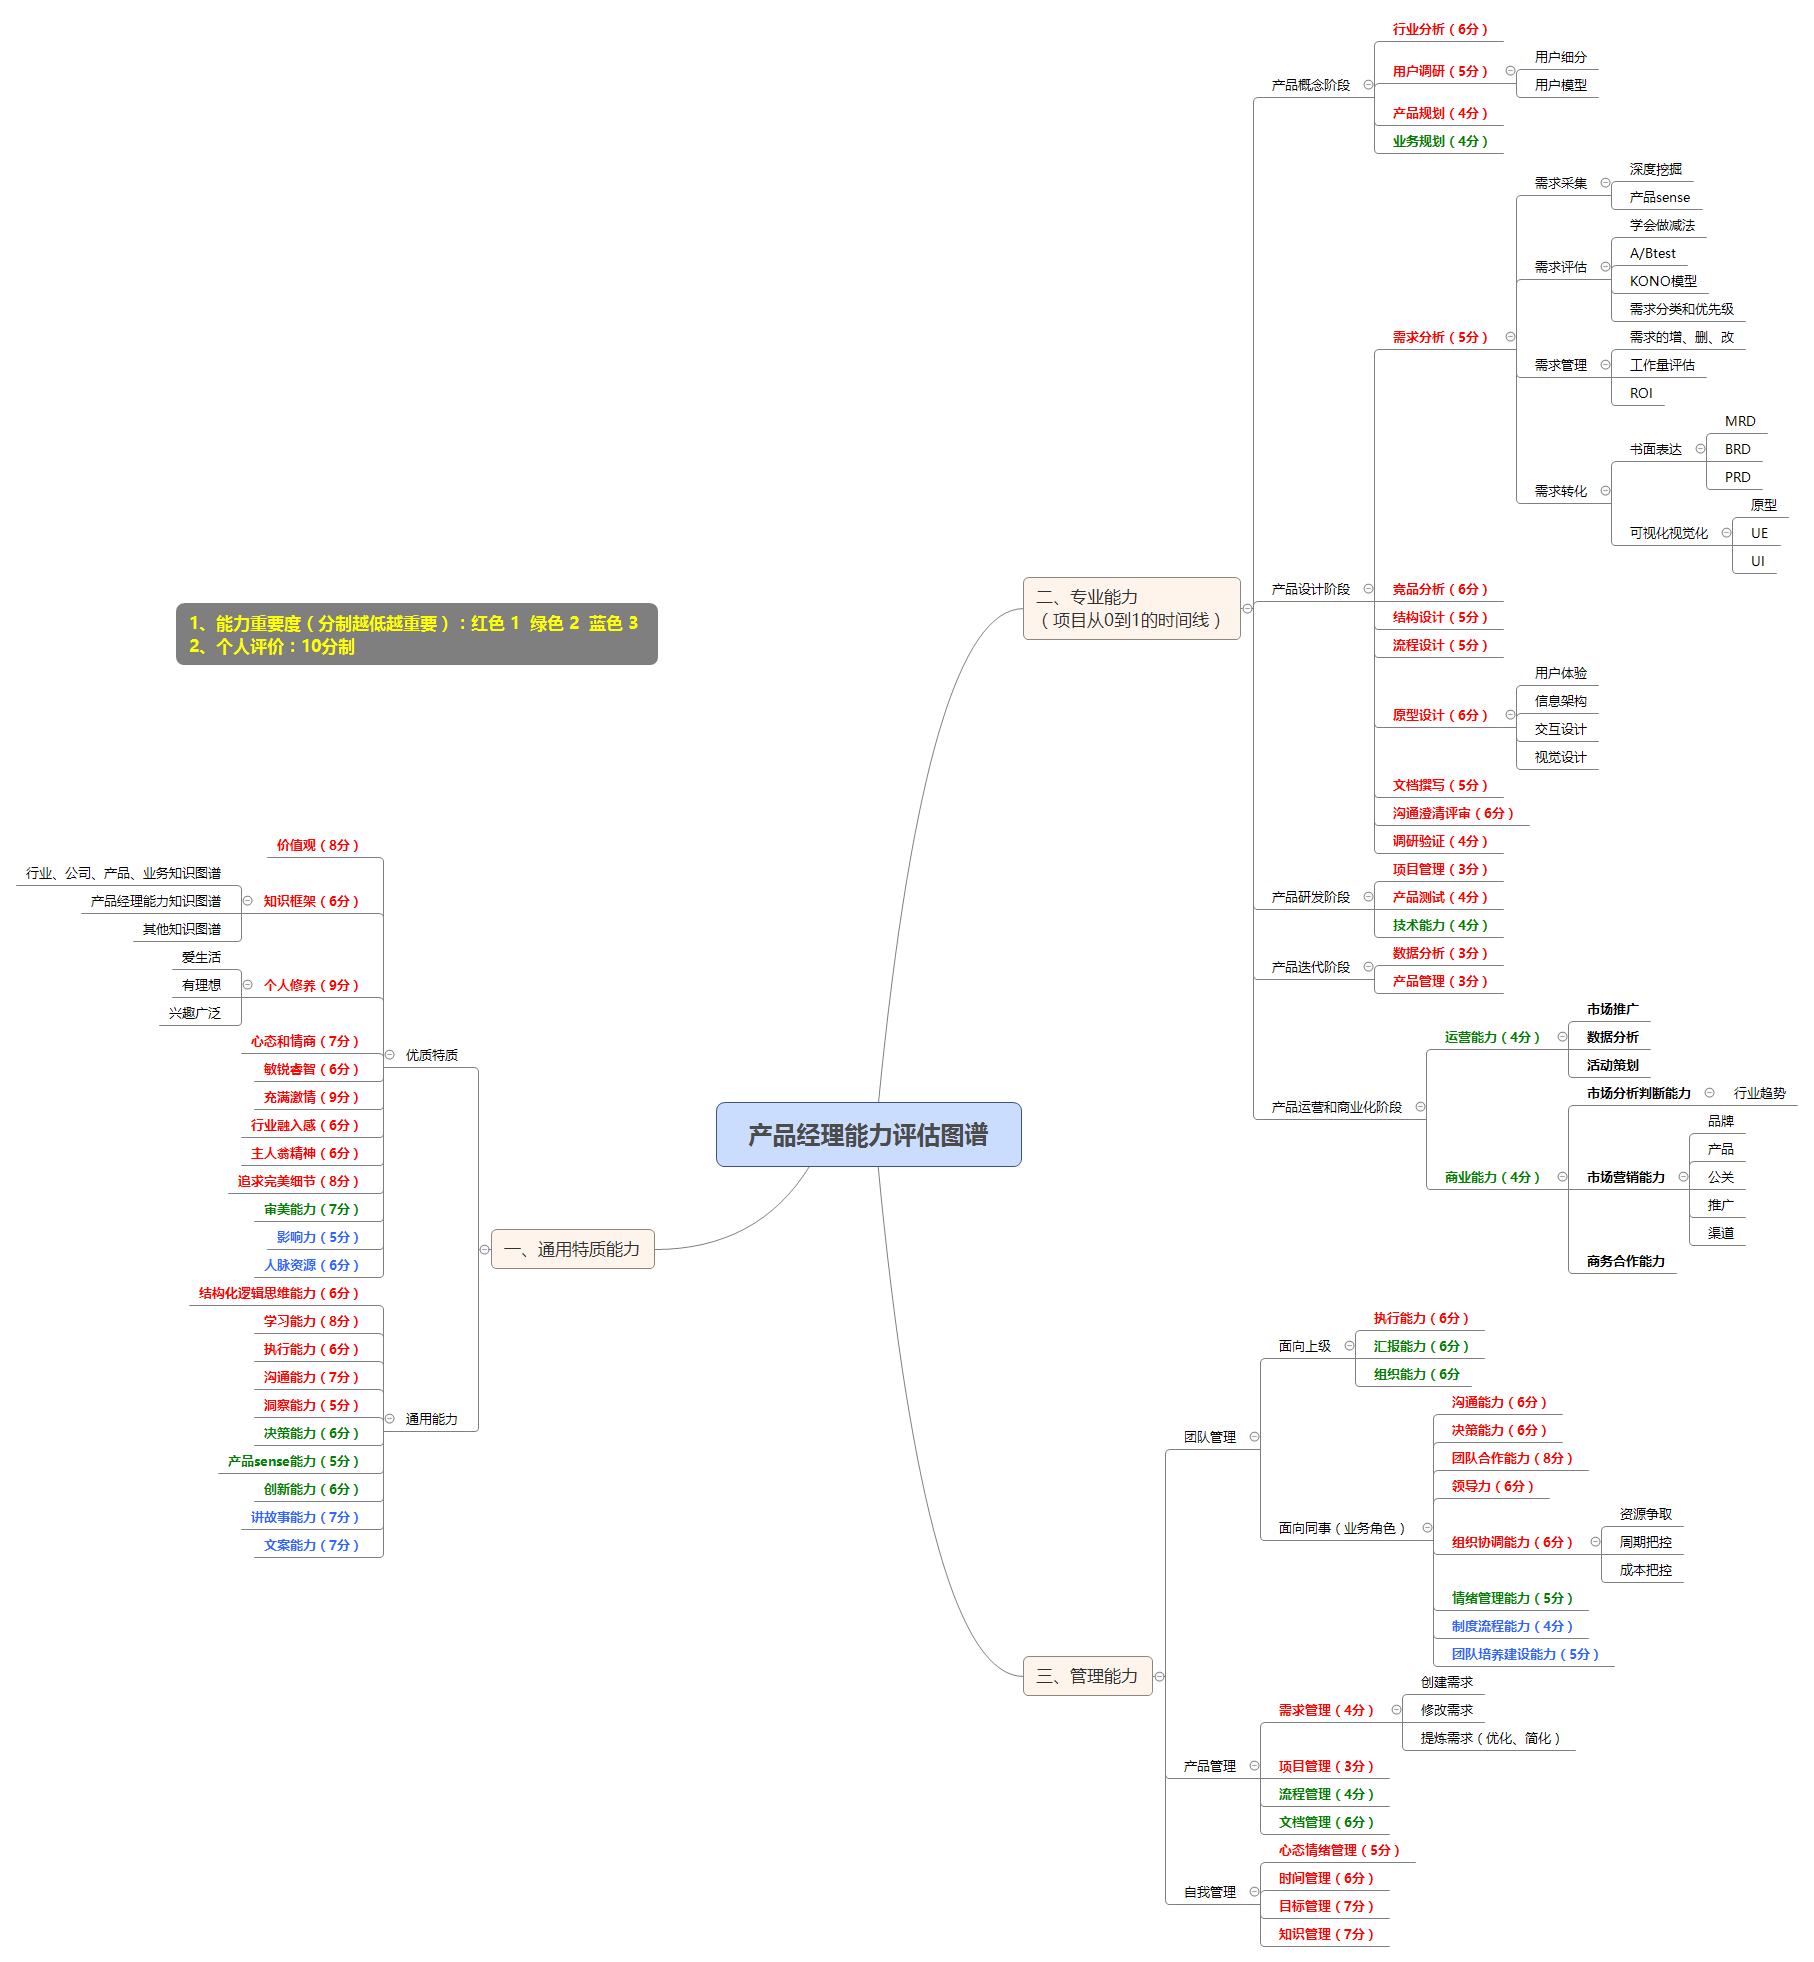 产品经理能力评估图谱
1、能力重要度（分制越低越重要）：红色 1 绿色 2 蓝色 3
2、个人评价：10分制
一、通用特质能力
优质特质
价值观（8分）
知识框架（6分）
行业、公司、产品、业务知识图谱
产品经理能力知识图谱
其他知识图谱
个人修养（9分）
爱生活
有理想
兴趣广泛
心态和情商（7分）
敏锐睿智（6分）
充满激情（9分）
行业融入感（6分）
主人翁精神（6分）
追求完美细节（8分）
审美能力（7分）
影响力（5分）
人脉资源（6分）
通用能力
结构化逻辑思维能力（6分）
学习能力（8分）
执行能力（6分）
沟通能力（7分）
洞察能力（5分）
决策能力（6分）
产品sense能力（5分）
创新能力（6分）
讲故事能力（7分）
文案能力（7分）
二、专业能力
（项目从0到1的时间线）
产品概念阶段
行业分析（6分）
用户调研（5分）
用户细分
用户模型
产品规划（4分）
业务规划（4分）
产品设计阶段
需求分析（5分）
需求采集
深度挖掘
产品sense
需求评估
学会做减法
A/Btest
KONO模型
需求分类和优先级
需求管理
需求的增、删、改
工作量评估
ROI
需求转化
书面表达
MRD
BRD
PRD
可视化视觉化
原型
UE
UI
竞品分析（6分）
结构设计（5分）
流程设计（5分）
原型设计（6分）
用户体验
信息架构
交互设计
视觉设计
文档撰写（5分）
沟通澄清评审（6分）
调研验证（4分）
产品研发阶段
项目管理（3分）
产品测试（4分）
技术能力（4分）
产品迭代阶段
数据分析（3分）
产品管理（3分）
产品运营和商业化阶段
运营能力（4分）
市场推广
数据分析
活动策划
商业能力（4分）
市场分析判断能力
行业趋势
市场营销能力
品牌
产品
公关
推广
渠道
商务合作能力
三、管理能力
团队管理
面向上级
执行能力（6分）
汇报能力（6分）
组织能力（6分
面向同事（业务角色）
沟通能力（6分）
决策能力（6分）
团队合作能力（8分）
领导力（6分）
组织协调能力（6分）
资源争取
周期把控
成本把控
情绪管理能力（5分）
制度流程能力（4分）
团队培养建设能力（5分）
产品管理
需求管理（4分）
创建需求
修改需求
提炼需求（优化、简化）
项目管理（3分）
流程管理（4分）
文档管理（6分）
自我管理
心态情绪管理（5分）
时间管理（6分）
目标管理（7分）
知识管理（7分）